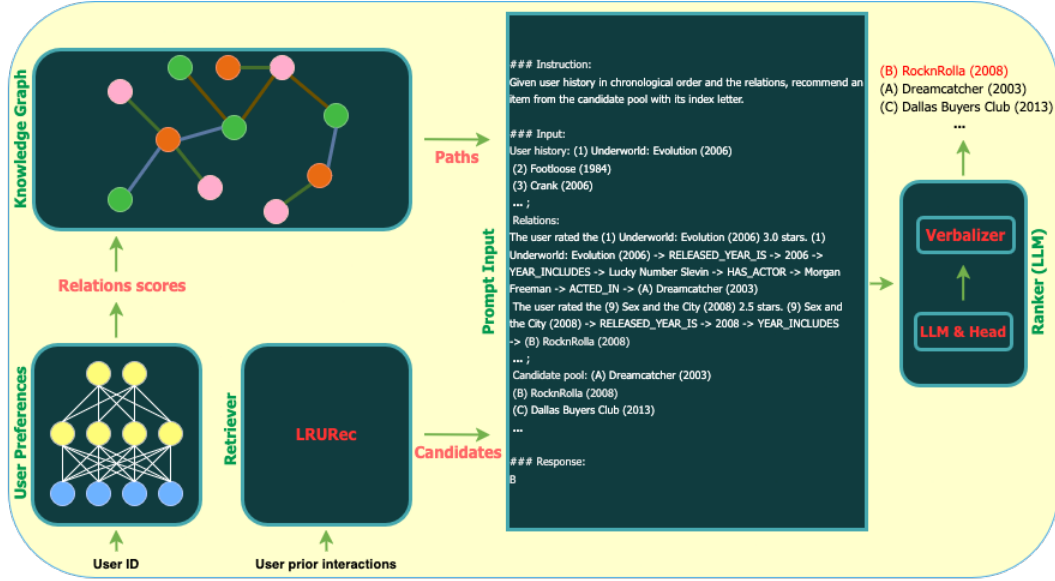 Knowledge Graph
Paths
Relations scores
User Preferences
User ID
Retriever
LRURec
Candidates
User prior interactions
Prompt Input
### Instruction:
Given user history in chronological order and the relations, recommend an
item from the candidate pool with its index letter.
### Input:
User history: (1) Underworld: Evolution (2006)
(2) Footloose (1984)
(3) Crank (2006)
... ;
Relations:
The user rated the (1) Underworld: Evolution (2006) 3.0 stars. (1)
Underworld: Evolution (2006) -> RELEASED_YEAR_IS -> 2006 ->
YEAR_INCLUDES -> Lucky Number Slevin -> HAS_ACTOR -> Morgan
Freeman -> ACTED_IN -> (A) Dreamcatcher (2003)
The user rated the (9) Sex and the City (2008) 2.5 stars. (9) Sex and
the City (2008) -> RELEASED_YEAR_IS -> 2008 -> YEAR_INCLUDES
-> (B) RocknRolla (2008)
... ;
Candidate pool: (A) Dreamcatcher (2003)
(B) RocknRolla (2008)
(C) Dallas Buyers Club (2013)
...
### Response:
B
(B) RocknRolla (2008)
(A) Dreamcatcher (2003)
(C) Dallas Buyers Club (2013)
...
Verbalizer
LLM & Head
Ranker (LLM)